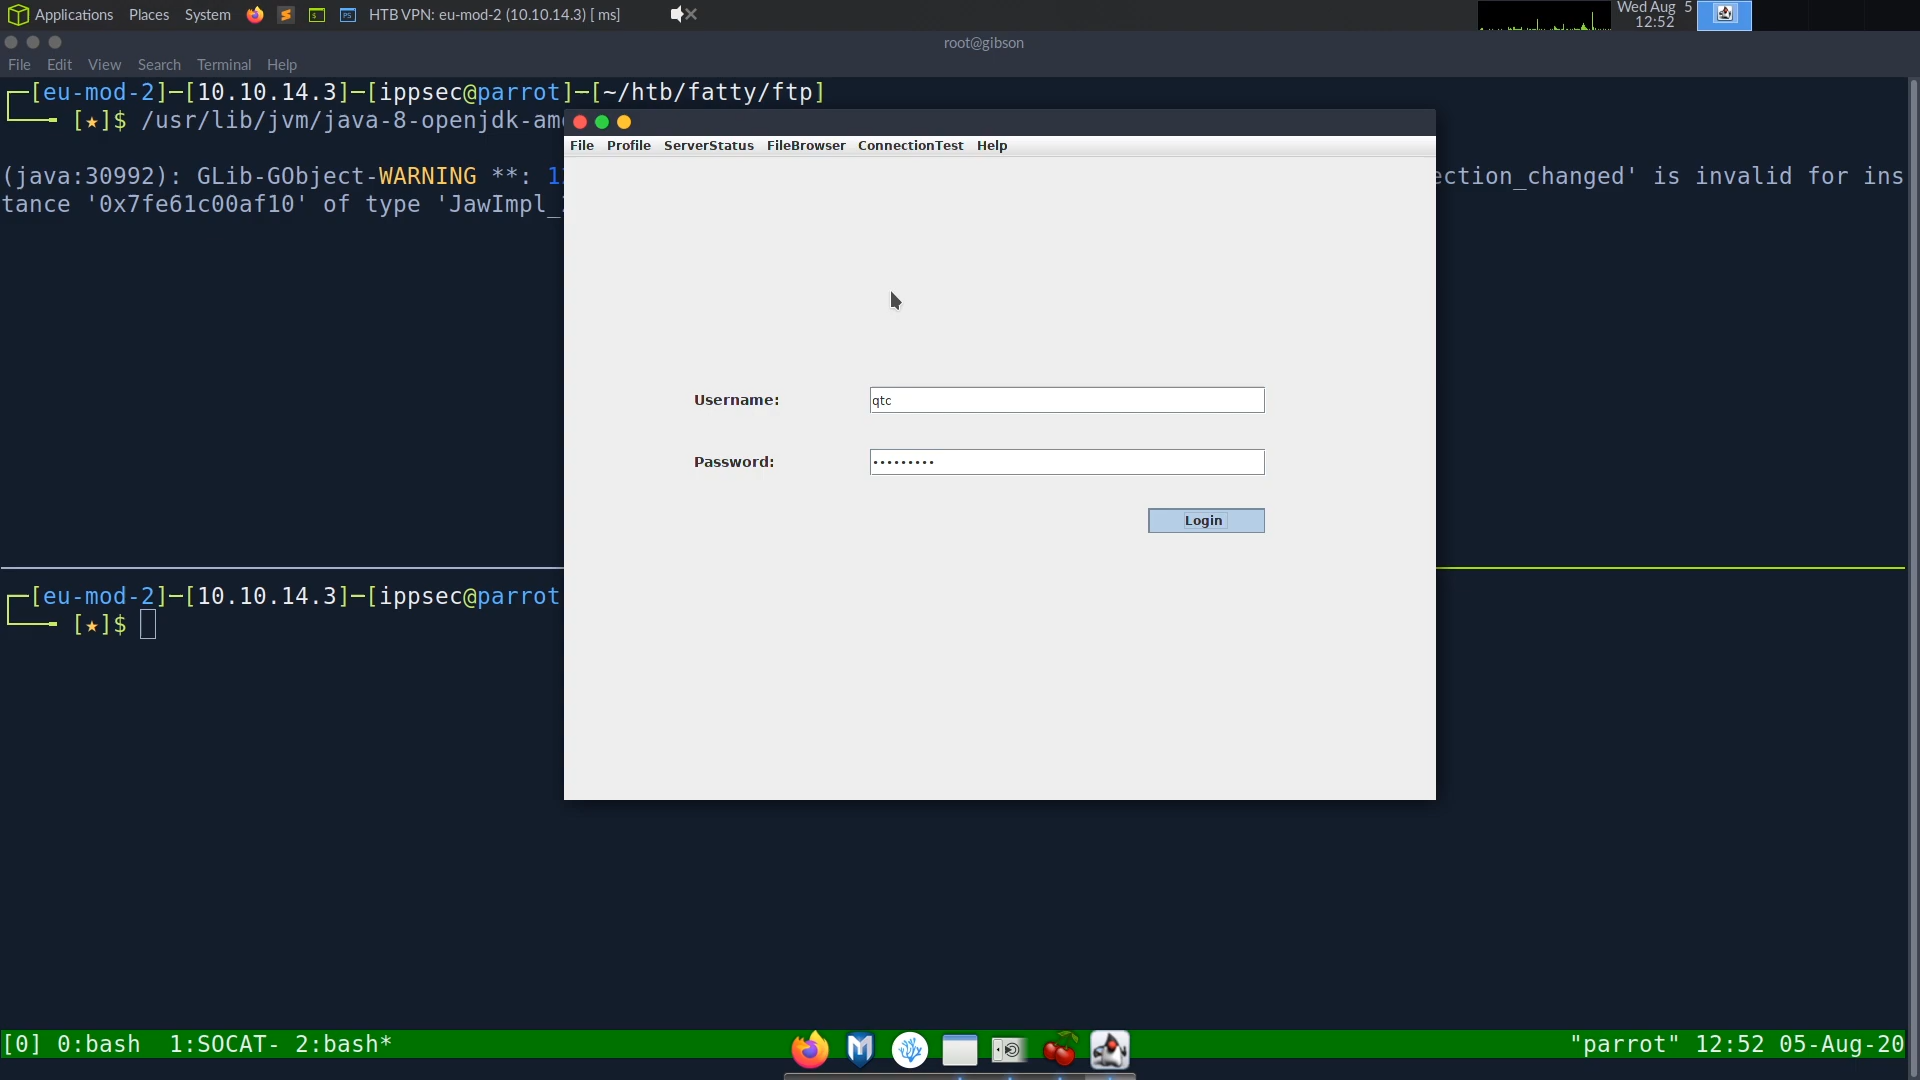 Applications Places System HTB VPN: eu-mod-2 (10.10.14.3) [ ms] Wed Aug 5
12:52
root@gibson
File Edit View Search Terminal Help
[eu-mod-2]─[10.10.14.3]─[ippsec@parrot]─[~/htb/fatty/ftp]
[★]$ /usr/lib/jvm/java-8-openjdk-am
File Profile ServerStatus FileBrowser ConnectionTest Help
(java:30992): GLib-GObject-WARNING **: 1 ction_changed' is invalid for ins
tance '0x7fe61c00af10' of type 'JawImpl_
Username: qtc
Password: •••••••••
Login
[eu-mod-2]─[10.10.14.3]─[ippsec@parrot
[★]$
[0] 0:bash 1:SOCAT- 2:bash* "parrot" 12:52 05-Aug-20